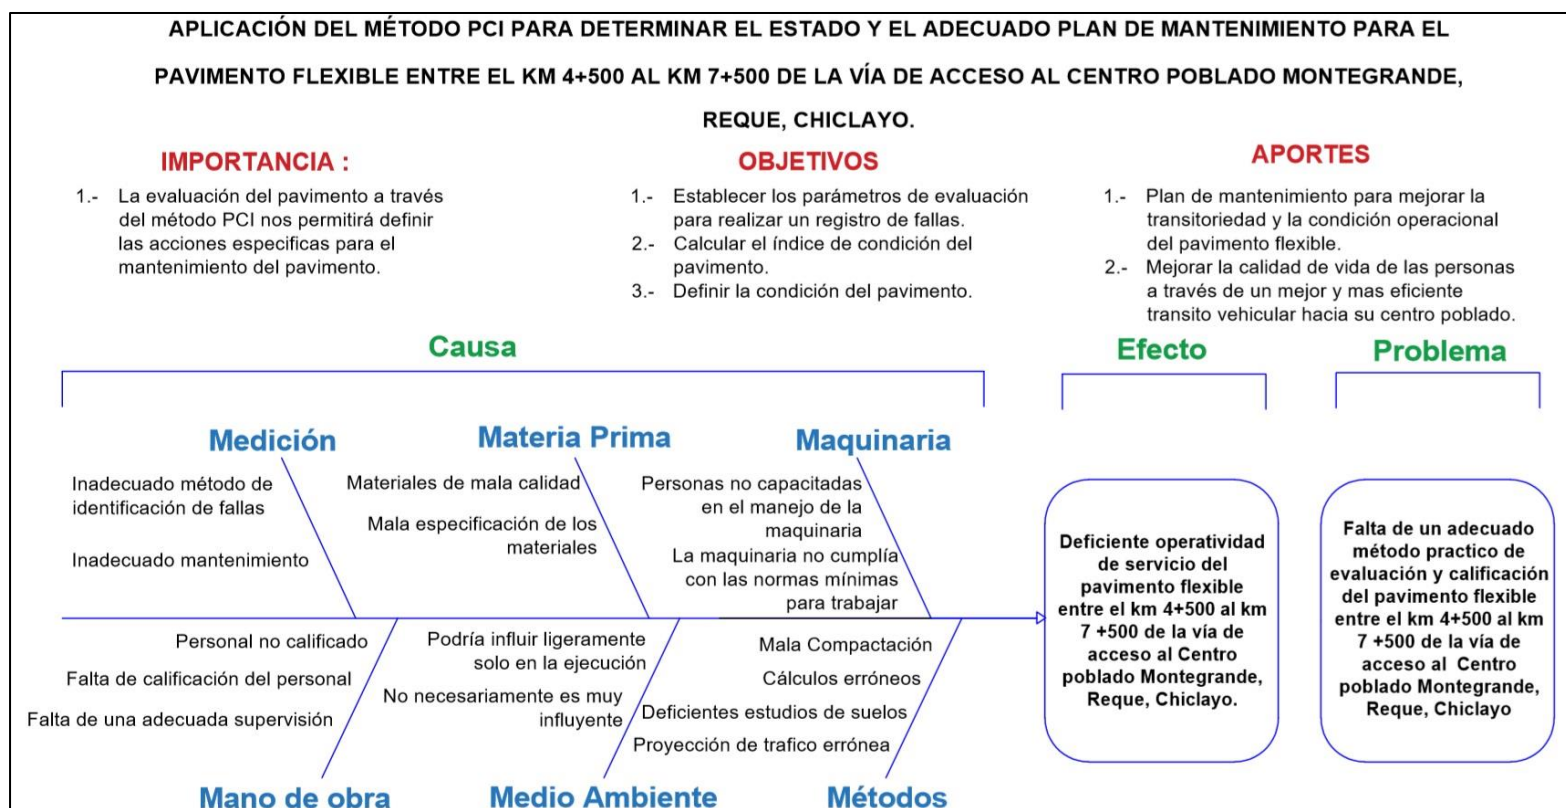 APLICACIÓN DEL MÉTODO PCI PARA DETERMINAR EL ESTADO Y EL ADECUADO PLAN DE MANTENIMIENTO PARA EL
PAVIMENTO FLEXIBLE ENTRE EL KM 4+500 AL KM 7+500 DE LA VÍA DE ACCESO AL CENTRO POBLADO MONTEGRANDE,
REQUE, CHICLAYO.
IMPORTANCIA :
1.- La evaluación del pavimento a través
del método PCI nos permitirá definir
las acciones especificas para el
mantenimiento del pavimento.
OBJETIVOS
1.- Establecer los parámetros de evaluación
para realizar un registro de fallas.
2.- Calcular el índice de condición del
pavimento.
3.- Definir la condición del pavimento.
APORTES
1.- Plan de mantenimiento para mejorar la
transitoriedad y la condición operacional
del pavimento flexible.
2.- Mejorar la calidad de vida de las personas
a través de un mejor y mas eficiente
transito vehicular hacia su centro poblado.
Causa
Efecto
Problema
Medición
Inadecuado método de
identificación de fallas
Inadecuado mantenimiento
Materia Prima
Materiales de mala calidad
Mala especificación de los
materiales
Maquinaria
Personas no capacitadas
en el manejo de la
maquinaria
La maquinaria no cumplía
con las normas mínimas
para trabajar
Personal no calificado
Falta de calificación del personal
Falta de una adecuada supervisión
Mano de obra
Podría influir ligeramente
solo en la ejecución
No necesariamente es muy
influyente
Medio Ambiente
Mala Compactación
Cálculos erróneos
Deficientes estudios de suelos
Proyección de trafico errónea
Métodos
Deficiente operatividad
de servicio del
pavimento flexible
entre el km 4+500 al km
7 +500 de la vía de
acceso al Centro
poblado Montegrande,
Reque, Chiclayo.
Falta de un adecuado
método practico de
evaluación y calificación
del pavimento flexible
entre el km 4+500 al km
7 +500 de la vía de
acceso al Centro
poblado Montegrande,
Reque, Chiclayo